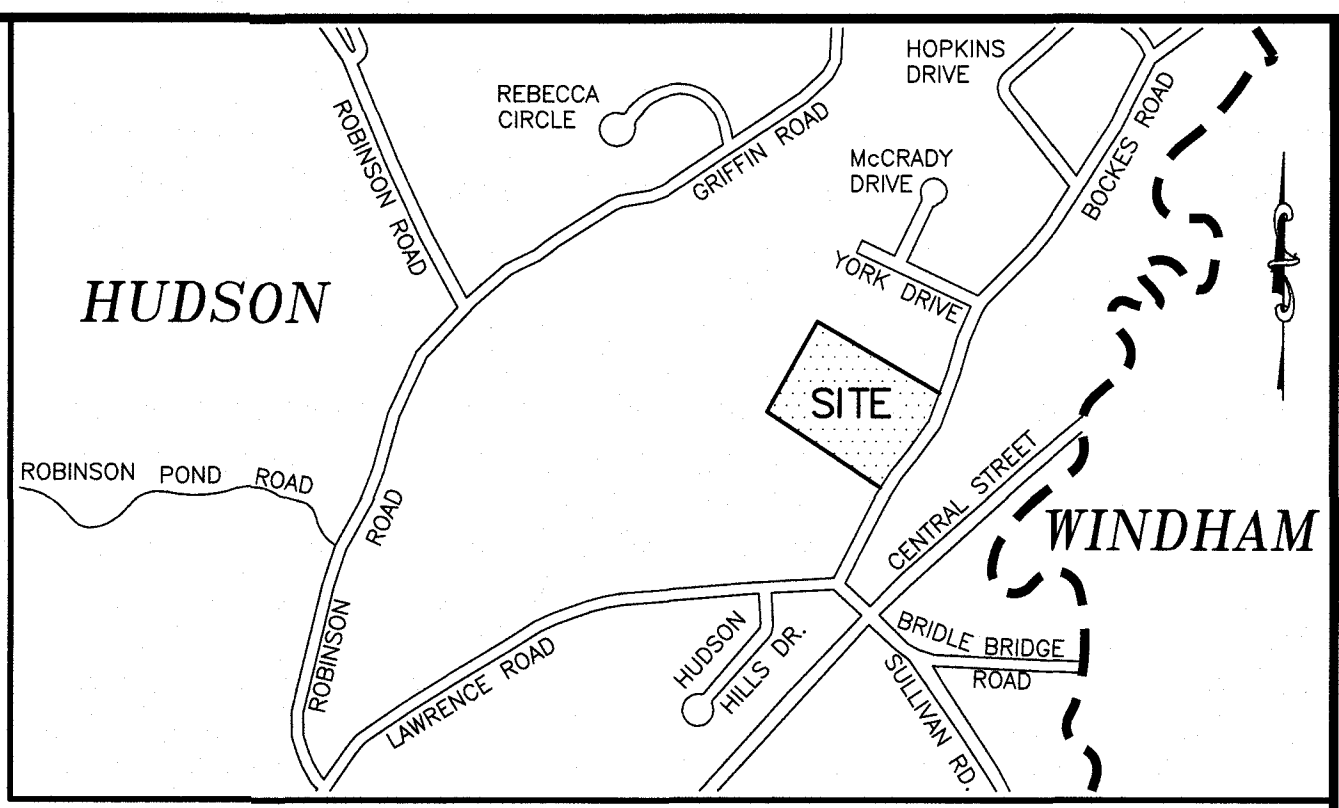 HOPKINS
DRIVE
REBECCA
CIRCLE
ROBINSON ROAD
GRIFFIN ROAD
BOCKES ROAD
McCRADY
DRIVE
YORK DRIVE
HUDSON
SITE
ROBINSON POND ROAD
ROAD
CENTRAL STREET
WINDHAM
ROBINSON
LAWRENCE ROAD
HUDSON
HILLS DR.
BRIDLE BRIDGE
ROAD
SULLIVAN RD.